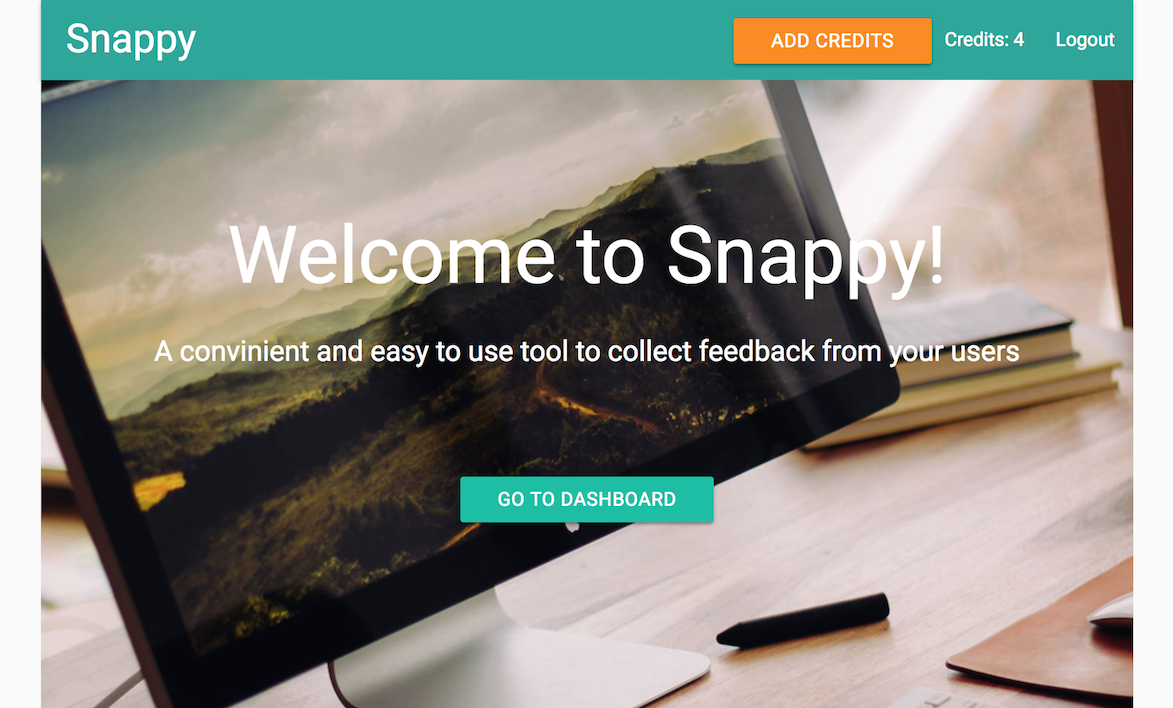 Snappy
ADD CREDITS
Credits: 4
Logout
Welcome to Snappy!
A convinient and easy to use tool to collect feedback from your users
GO TO DASHBOARD